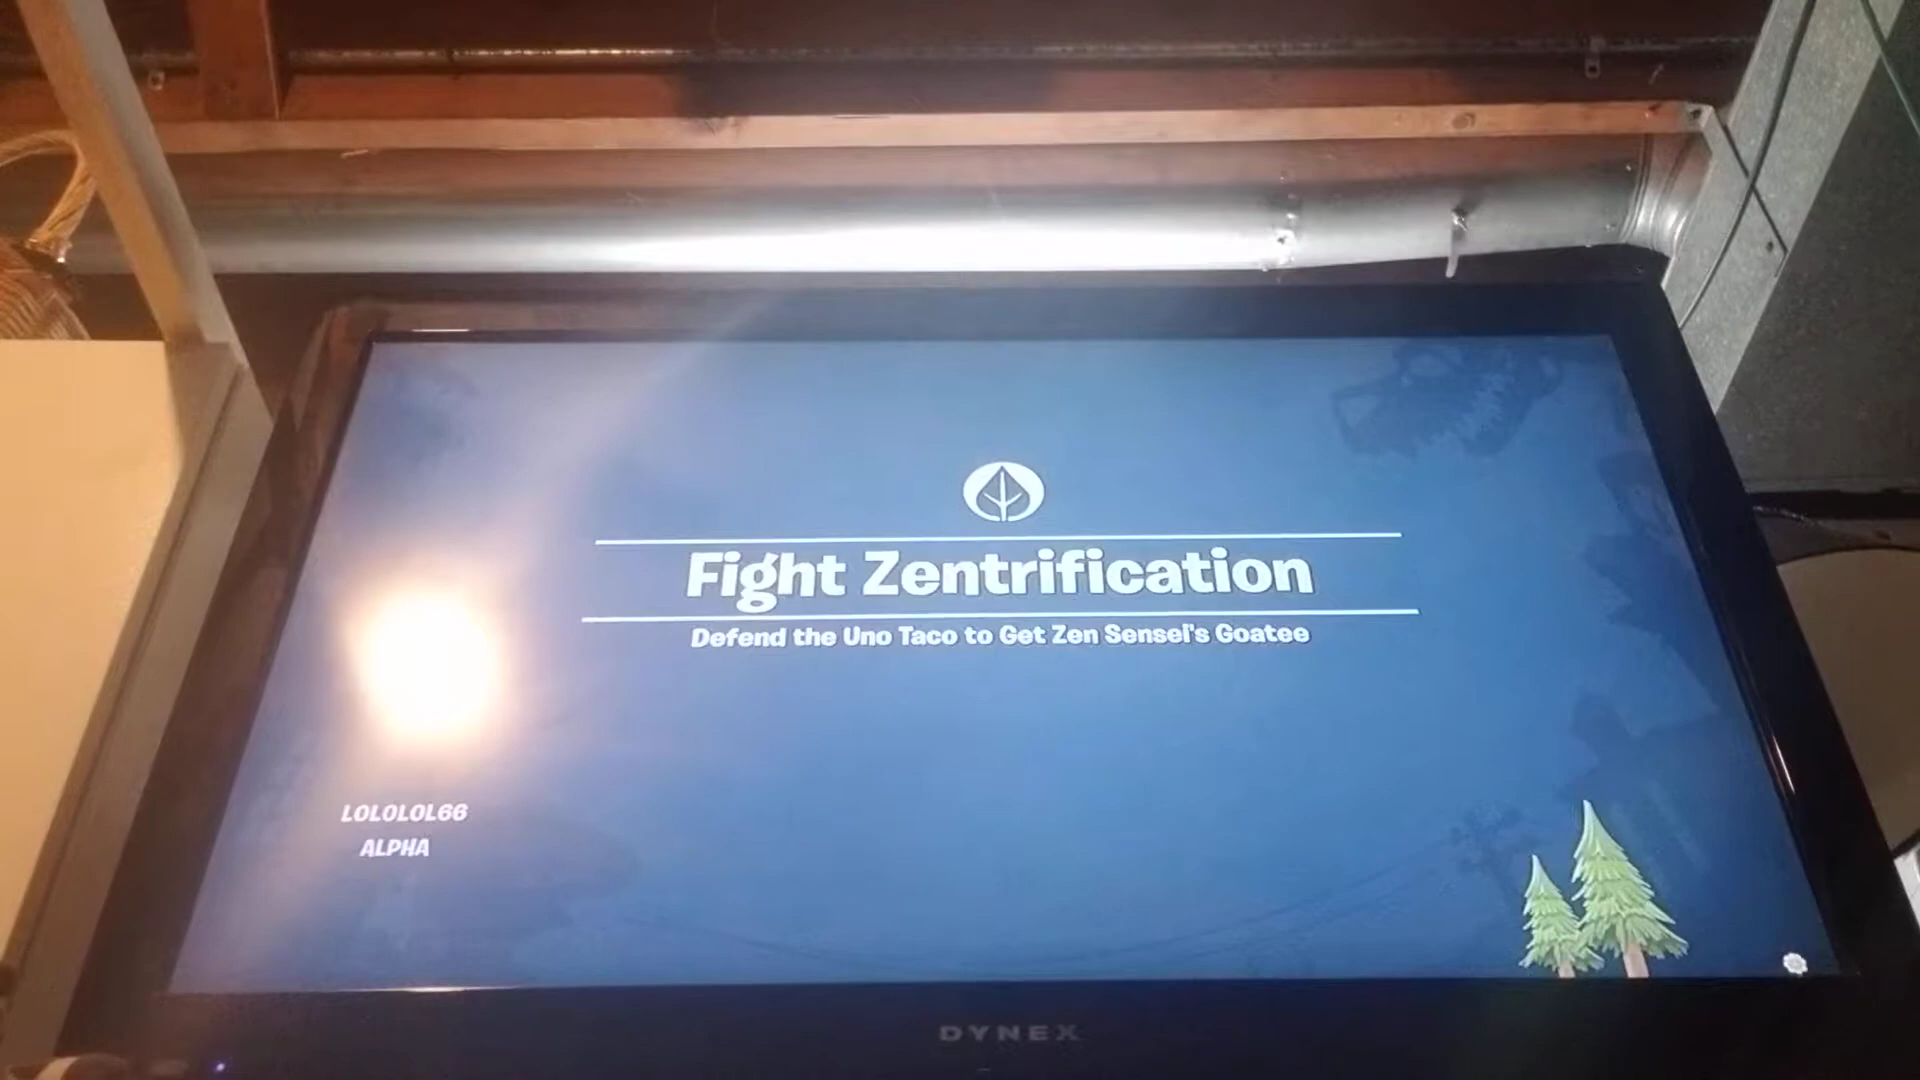 Fight Zentrification
Defend the Uno Taco to Get Zen Sensei's Goatee
LOLOLOL66
ALPHA
DYNEX